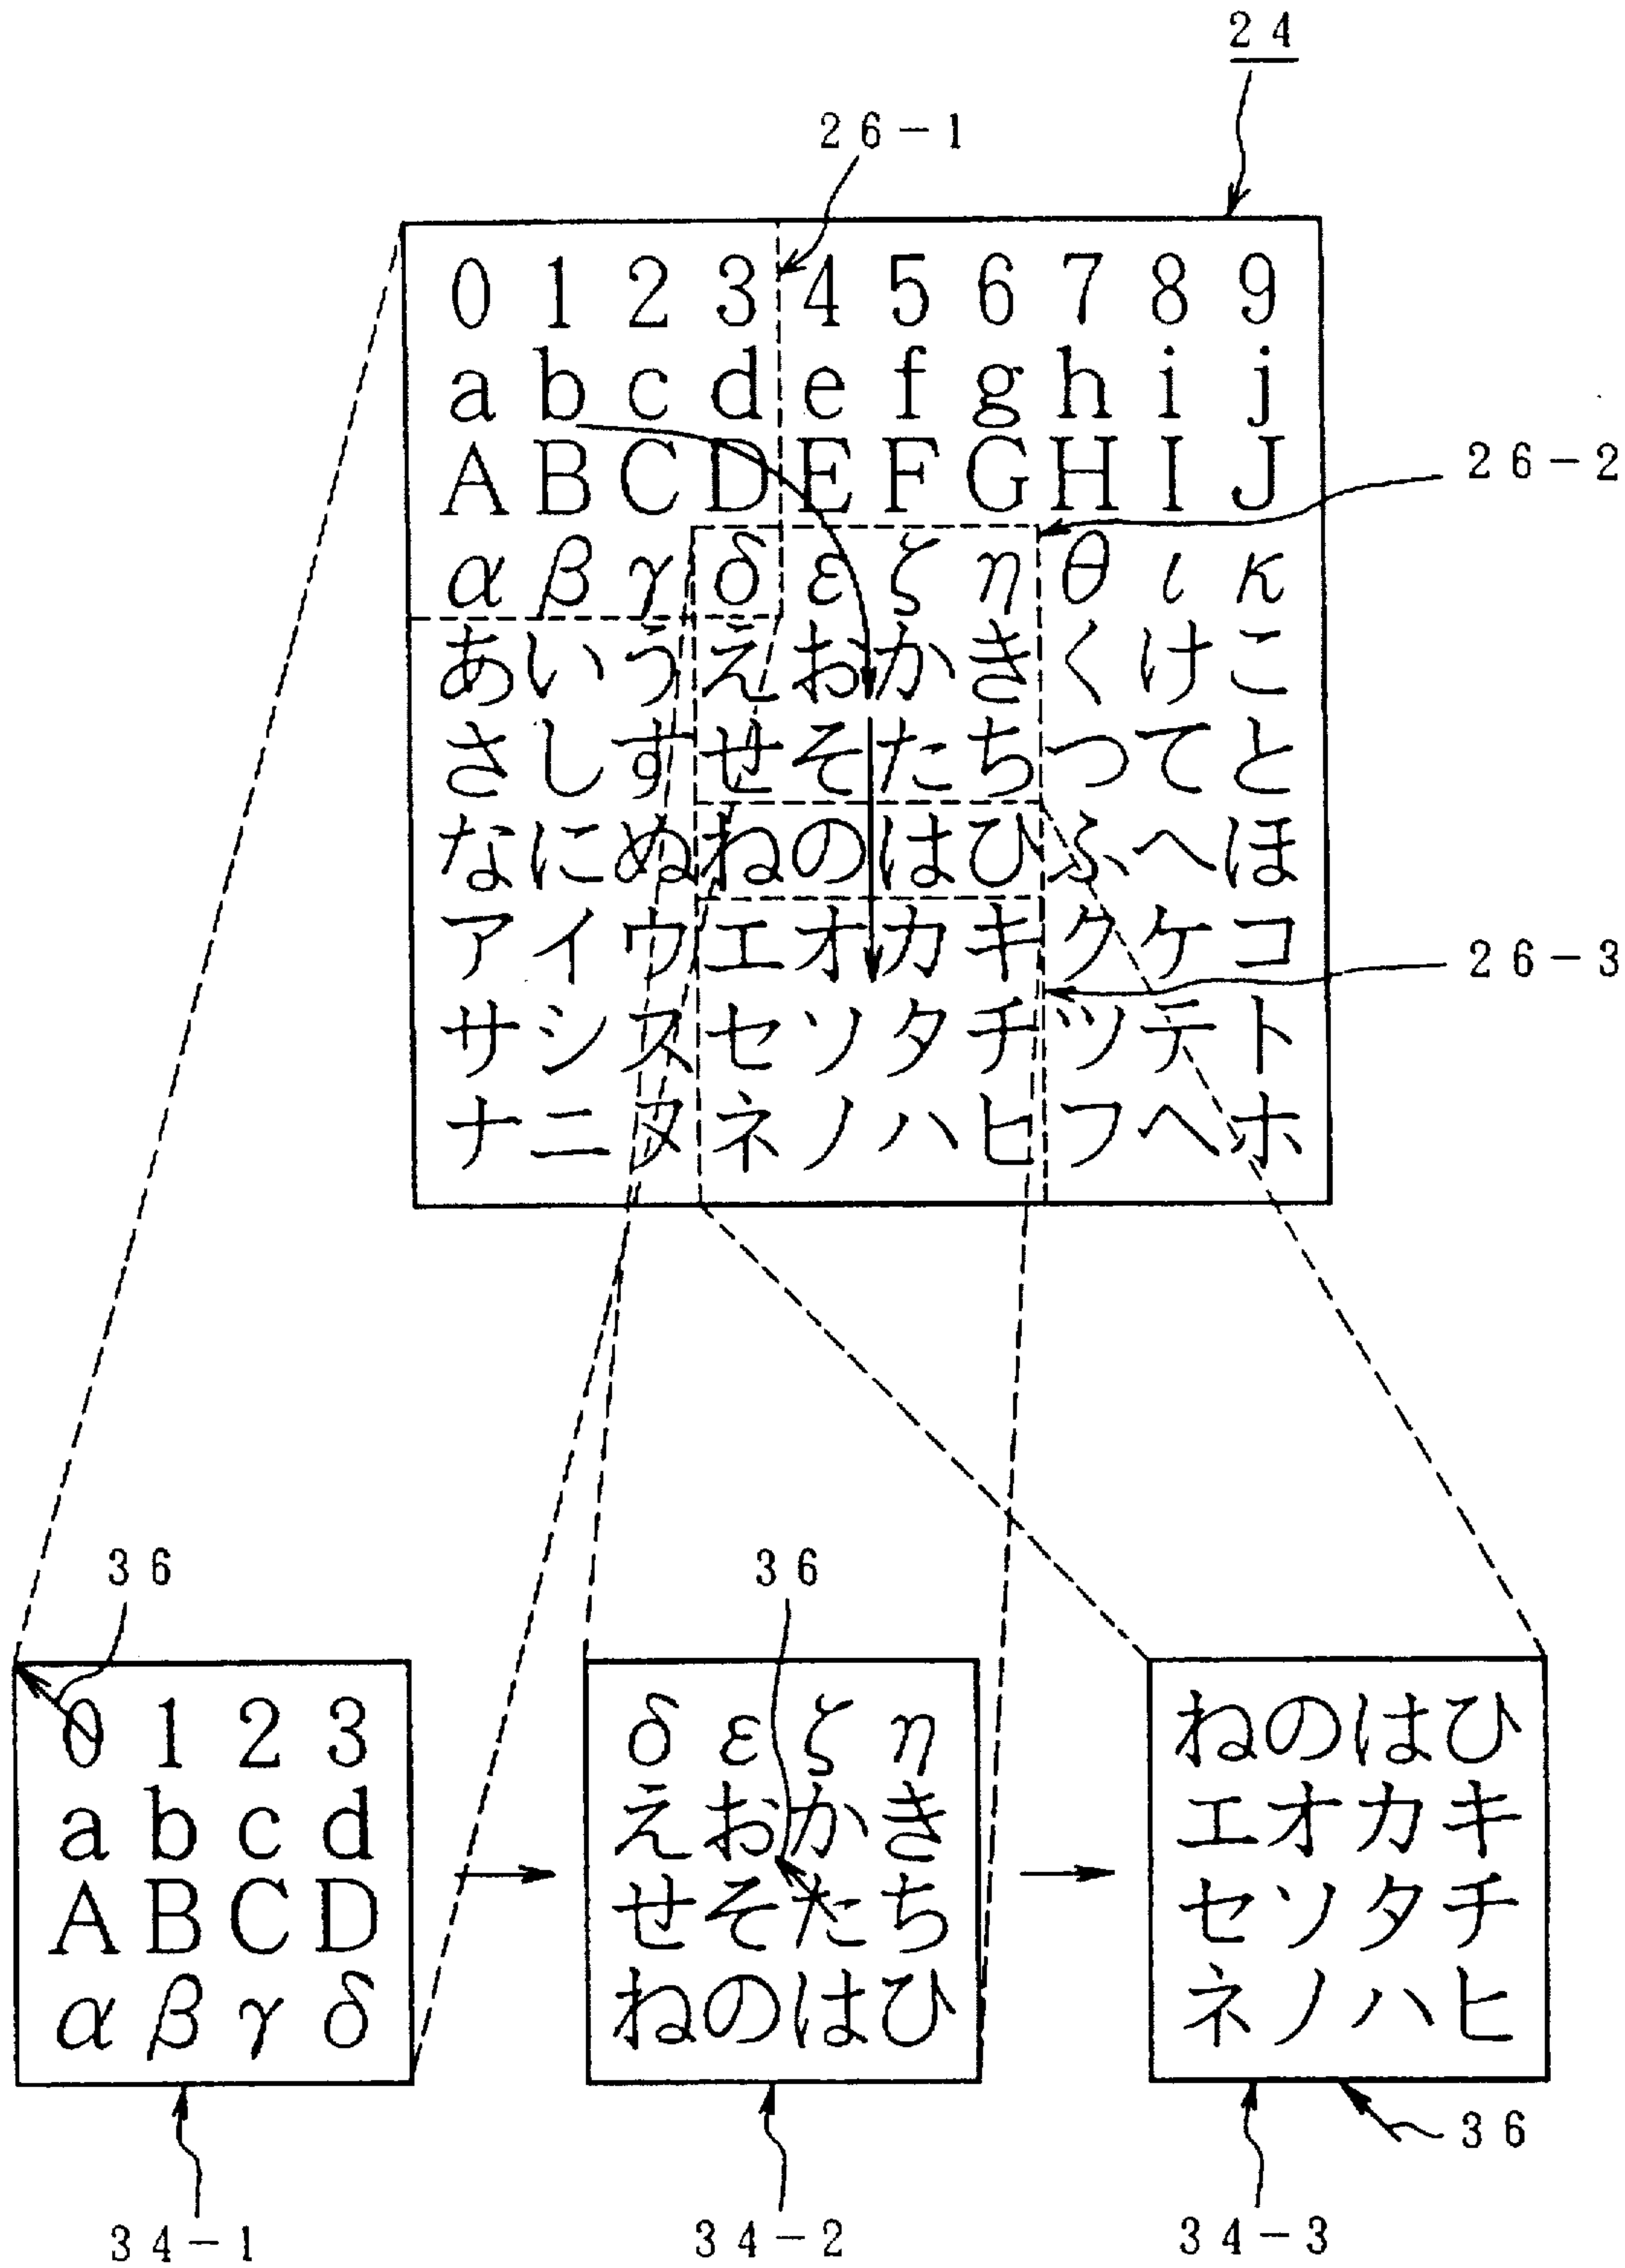 24
26-1
0 1 2 3 4 5 6 7 8 9
a b c d e f g h i j
A B C D E F G H I J
26-2
α β γ δ ε ζ η θ ι κ
あ い う え お か き く け こ
さ し す せ そ た ち つ て と
な に ぬ ね の は ひ ふ へ ほ
ア イ ウ エ オ カ キ ク ケ コ
26-3
サ シ ス セ ソ タ チ ツ テ ト
ナ ニ ヌ ネ ノ ハ ヒ フ ヘ ホ
36
0 1 2 3
a b c d
A B C D
α β γ δ
34-1
36
δ ε ζ η
え お か き
せ そ た ち
ね の は ひ
34-2
ね の は ひ
エ オ カ キ
セ ソ タ チ
ネ ノ ハ ヒ
36
34-3